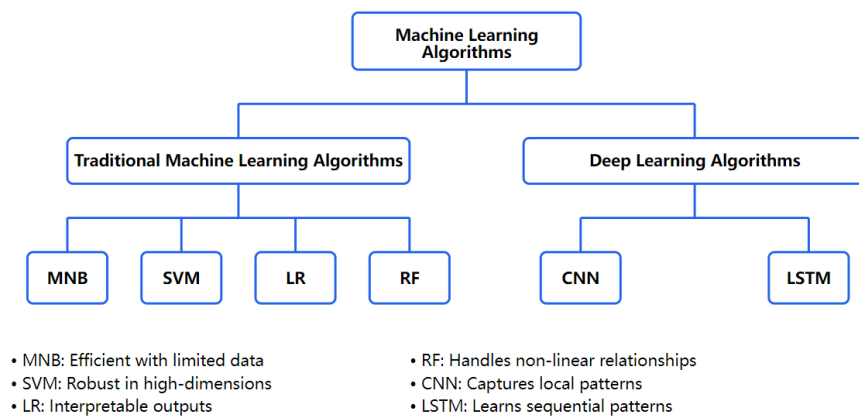 Machine Learning
Algorithms
Traditional Machine Learning Algorithms
Deep Learning Algorithms
MNB
SVM
LR
RF
CNN
LSTM
• MNB: Efficient with limited data
• SVM: Robust in high-dimensions
• LR: Interpretable outputs
• RF: Handles non-linear relationships
• CNN: Captures local patterns
• LSTM: Learns sequential patterns